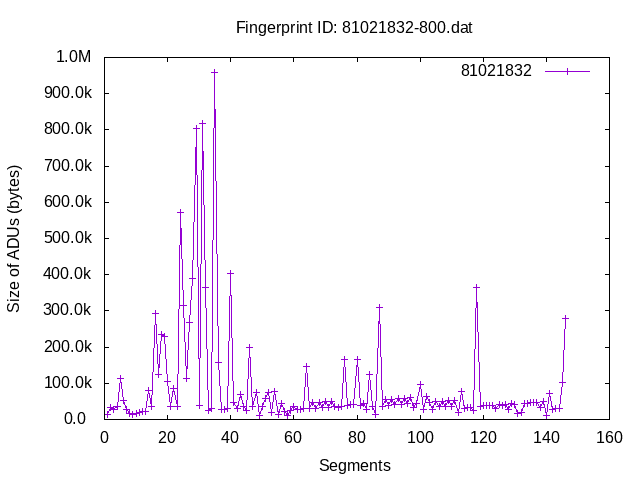 Fingerprint ID: 81021832-800.dat
1.0M
81021832
900.0k
800.0k
700.0k
600.0k
500.0k
400.0k
300.0k
200.0k
100.0k
0.0
Size of ADUs (bytes)
0 20 40 60 80 100 120 140 160
Segments